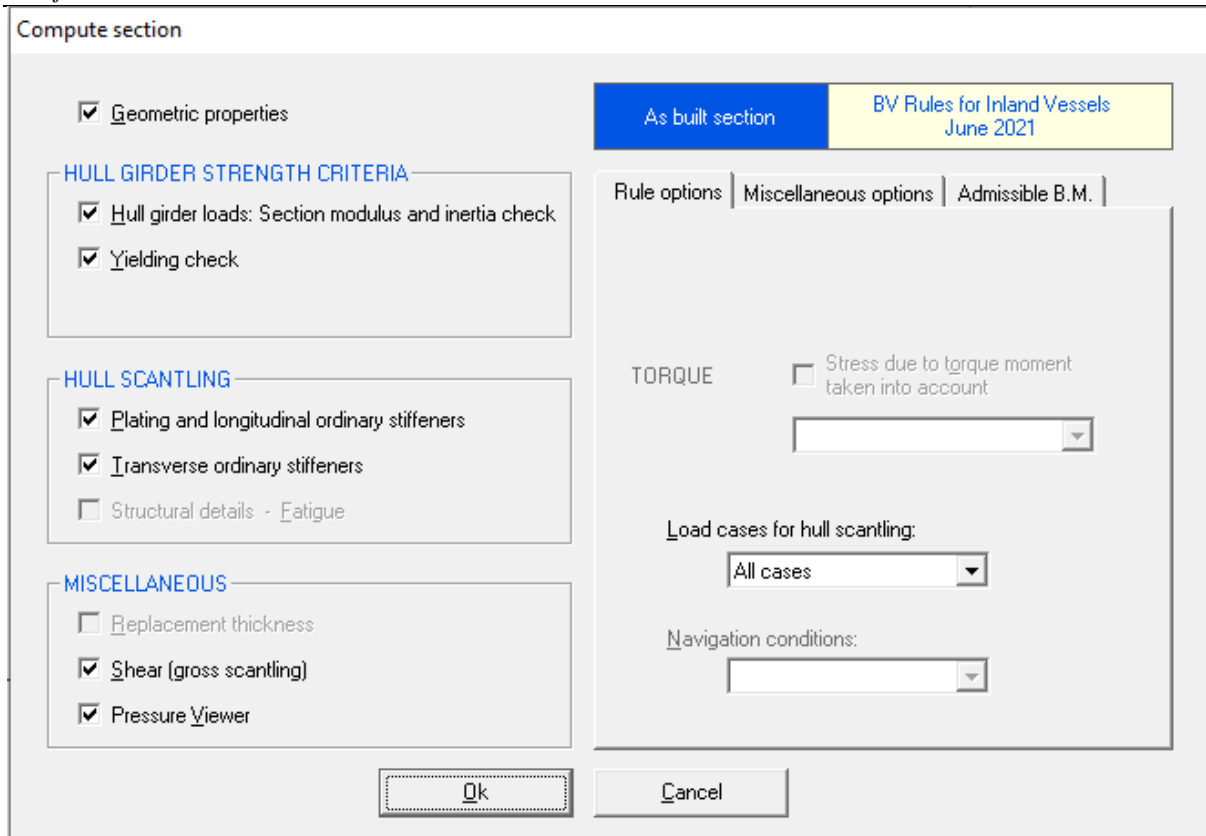 Compute section
Geometric properties
HULL GIRDER STRENGTH CRITERIA
Hull girder loads: Section modulus and inertia check
Yielding check
HULL SCANTLING
Plating and longitudinal ordinary stiffeners
Transverse ordinary stiffeners
Structural details - Fatigue
MISCELLANEOUS
Replacement thickness
Shear (gross scantling)
Pressure Viewer
As built section
BV Rules for Inland Vessels
June 2021
Rule options
Miscellaneous options
Admissible B.M.
TORQUE
Stress due to torque moment
taken into account
Load cases for hull scantling:
All cases
Navigation conditions:
Ok
Cancel